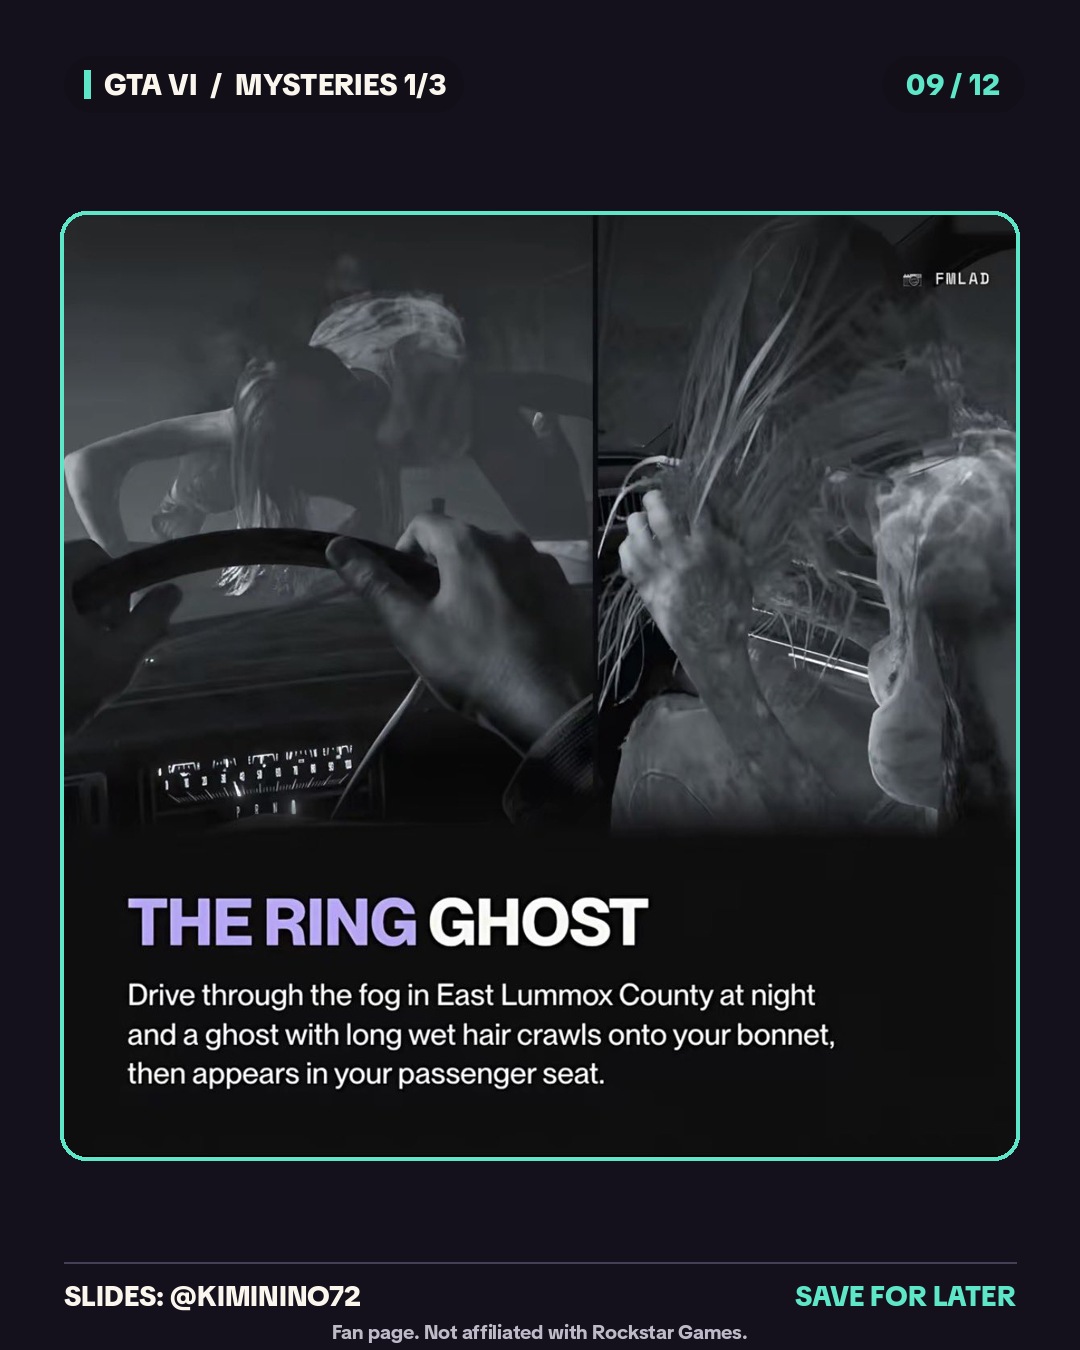 GTA VI / MYSTERIES 1/3
09 / 12
FMLAD
P R N
THE RING GHOST
Drive through the fog in East Lummox County at night
and a ghost with long wet hair crawls onto your bonnet,
then appears in your passenger seat.
SLIDES: @KIMININO72
SAVE FOR LATER
Fan page. Not affiliated with Rockstar Games.